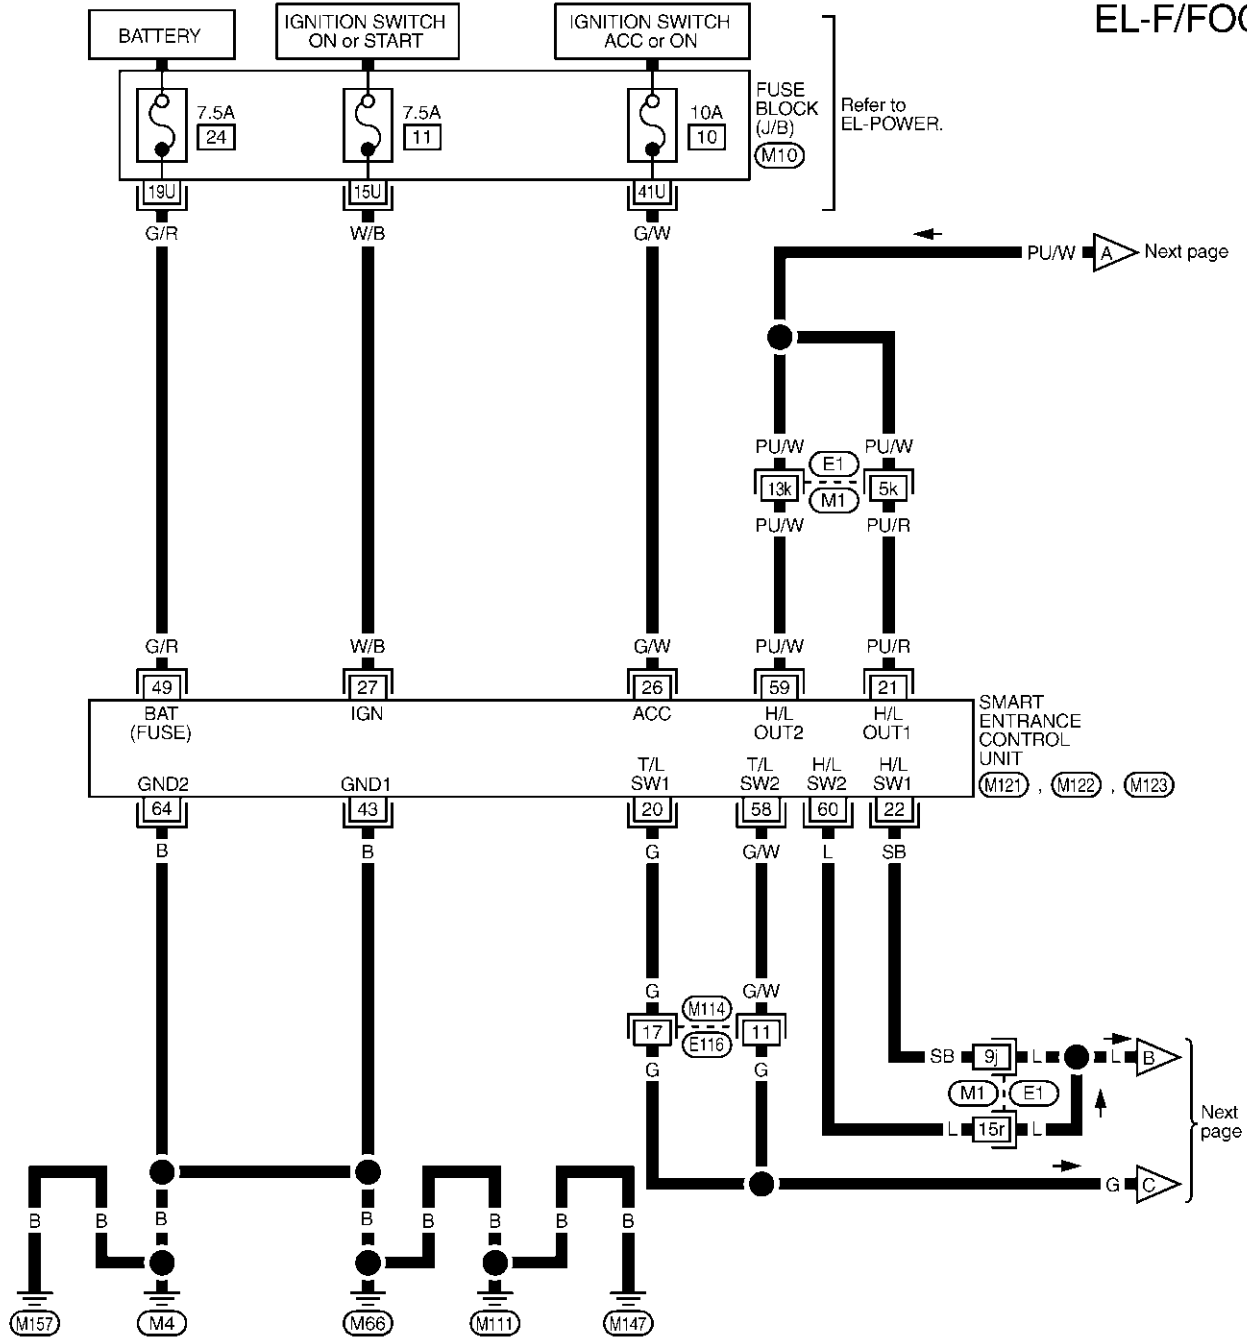 EL-F/FOG
BATTERY
IGNITION SWITCH
ON or START
IGNITION SWITCH
ACC or ON
7.5A
24
7.5A
11
10A
10
FUSE
BLOCK
(J/B)
M10
Refer to
EL-POWER.
19U
15U
41U
G/R
W/B
G/W
PU/W
A
Next page
PU/W
PU/W
E1
13k
5k
M1
PU/W
PU/R
G/R
W/B
G/W
PU/W
PU/R
49
27
26
59
21
BAT
(FUSE)
IGN
ACC
H/L
OUT2
H/L
OUT1
SMART
ENTRANCE
CONTROL
UNIT
M121 , M122 , M123
GND2
GND1
T/L
SW1
T/L
SW2
H/L
SW2
H/L
SW1
64
43
20
58
60
22
B
B
G
G/W
L
SB
G
G/W
M114
17
11
E116
G
G
SB
9j
L
L
B
M1
E1
L
15r
L
Next
page
G
C
B
B
B
B
B
B
B
B
M157
M4
M66
M111
M147